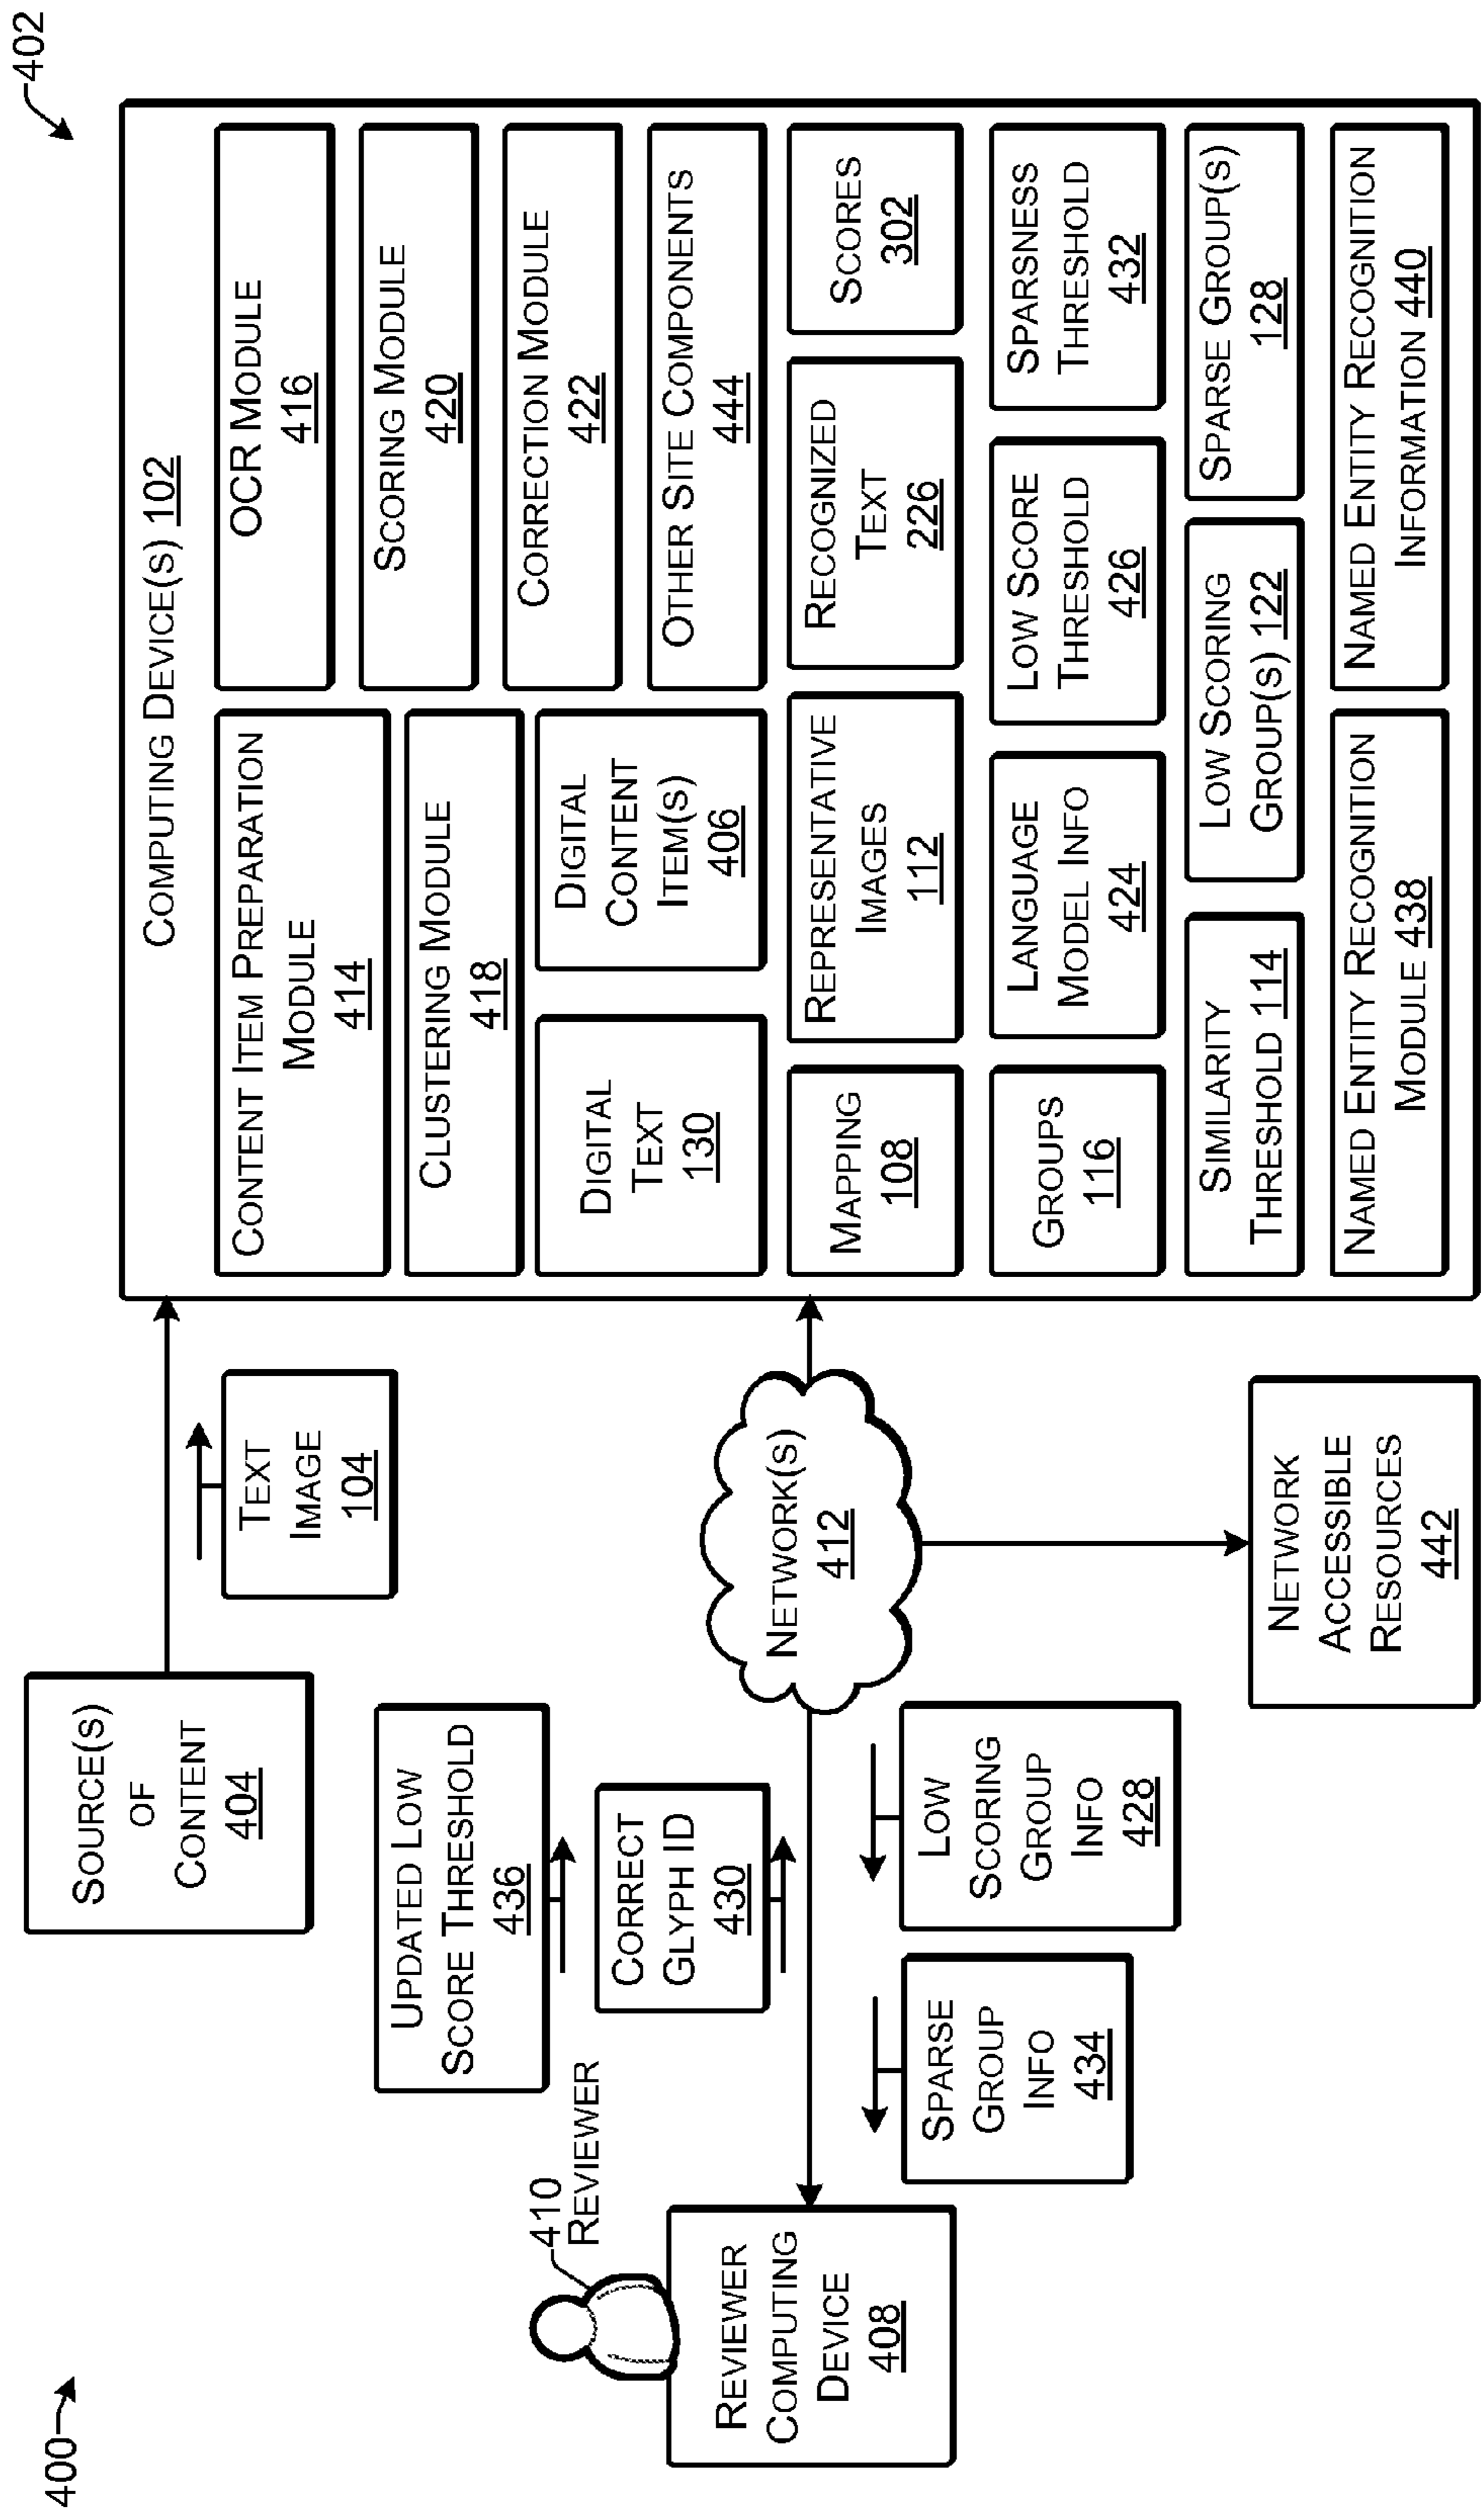 400
402
SOURCE(S)
OF
CONTENT
404
TEXT
IMAGE
104
UPDATED LOW
SCORE THRESHOLD
436
CORRECT
GLYPH ID
430
410
REVIEWER
REVIEWER
COMPUTING
DEVICE
408
NETWORK(S)
412
SPARSE
GROUP
INFO
434
LOW
SCORING
GROUP
INFO
428
NETWORK
ACCESSIBLE
RESOURCES
442
COMPUTING DEVICE(S) 102
CONTENT ITEM PREPARATION
MODULE
414
OCR MODULE
416
CLUSTERING MODULE
418
SCORING MODULE
420
CORRECTION MODULE
422
DIGITAL
TEXT
130
DIGITAL
CONTENT
ITEM(S)
406
OTHER SITE COMPONENTS
444
MAPPING
108
REPRESENTATIVE
IMAGES
112
RECOGNIZED
TEXT
226
SCORES
302
GROUPS
116
LANGUAGE
MODEL INFO
424
LOW SCORE
THRESHOLD
426
SPARSNESS
THRESHOLD
432
SIMILARITY
THRESHOLD 114
LOW SCORING
GROUP(S) 122
SPARSE GROUP(S)
128
NAMED ENTITY RECOGNITION
MODULE 438
NAMED ENTITY RECOGNITION
INFORMATION 440